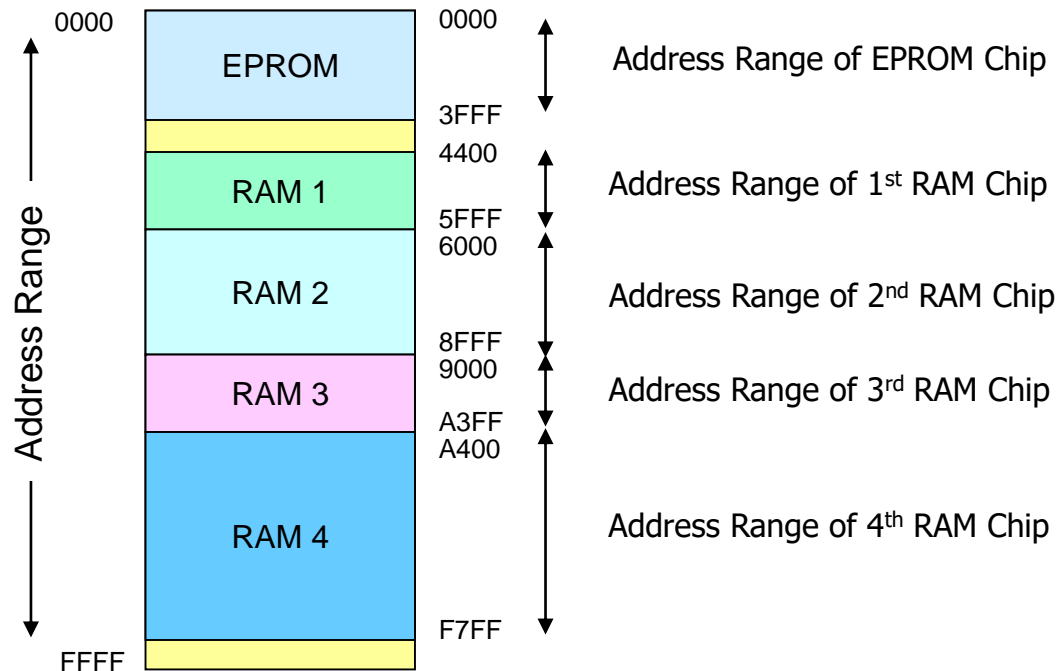 0000
0000
EPROM
Address Range of EPROM Chip
3FFF
4400
RAM 1
Address Range of 1st RAM Chip
5FFF
6000
Address Range
RAM 2
Address Range of 2nd RAM Chip
8FFF
9000
RAM 3
Address Range of 3rd RAM Chip
A3FF
A400
RAM 4
Address Range of 4th RAM Chip
F7FF
FFFF